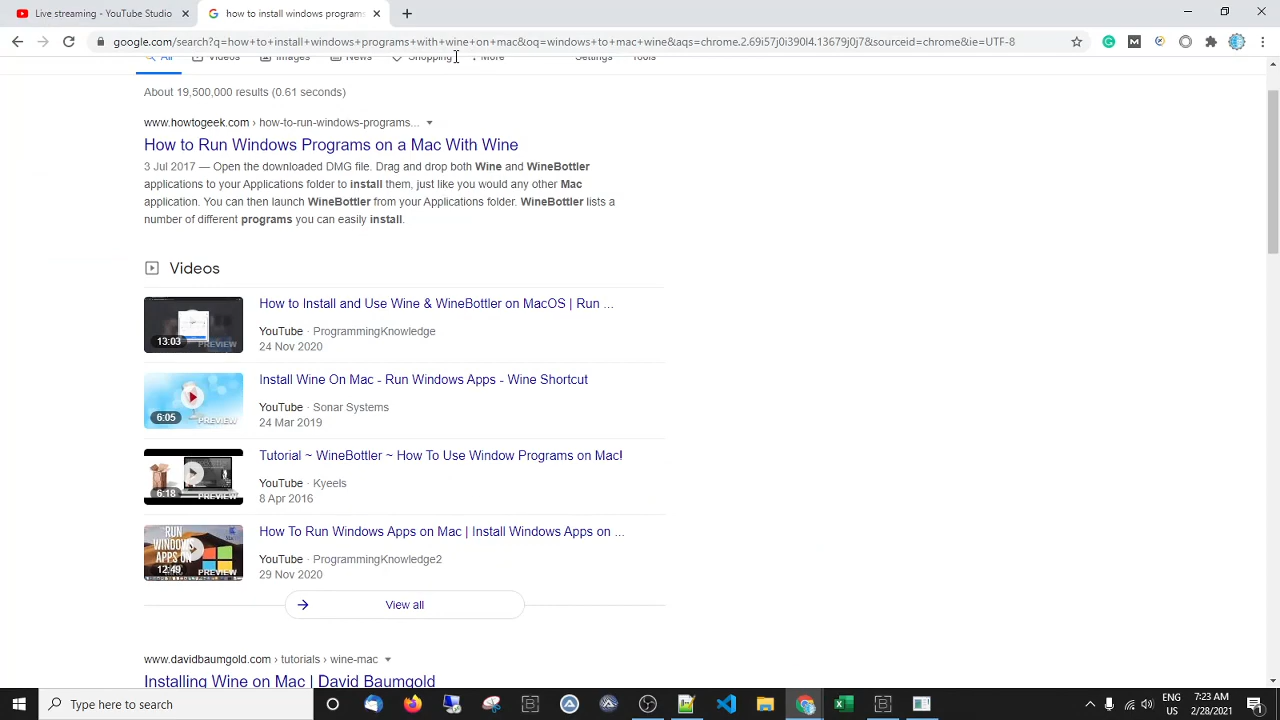 Live streaming - YouTube Studio
how to install windows programs
google.com/search?q=how+to+install+windows+programs+with+wine+on+mac&oq=windows+to+mac+wine&aqs=chrome.2.69i57j0i390l4.13679j0j7&sourceid=chrome&ie=UTF-8
All Videos Images News Shopping More Settings Tools
About 19,500,000 results (0.61 seconds)
www.howtogeek.com › how-to-run-windows-programs...
How to Run Windows Programs on a Mac With Wine
3 Jul 2017 — Open the downloaded DMG file. Drag and drop both Wine and WineBottler
applications to your Applications folder to install them, just like you would any other Mac
application. You can then launch WineBottler from your Applications folder. WineBottler lists a
number of different programs you can easily install.
Videos
How to Install and Use Wine & WineBottler on MacOS | Run ...
YouTube · ProgrammingKnowledge
24 Nov 2020
13:03 PREVIEW
Install Wine On Mac - Run Windows Apps - Wine Shortcut
YouTube · Sonar Systems
24 Mar 2019
6:05 PREVIEW
Tutorial ~ WineBottler ~ How To Use Window Programs on Mac!
YouTube · Kyeels
8 Apr 2016
6:18 PREVIEW
How To Run Windows Apps on Mac | Install Windows Apps on ...
YouTube · ProgrammingKnowledge2
29 Nov 2020
RUN
WINDOWS
APPS ON
12:49 PREVIEW
View all
www.davidbaumgold.com › tutorials › wine-mac
Installing Wine on Mac | David Baumgold
Type here to search
ENG
US
7:23 AM
2/28/2021